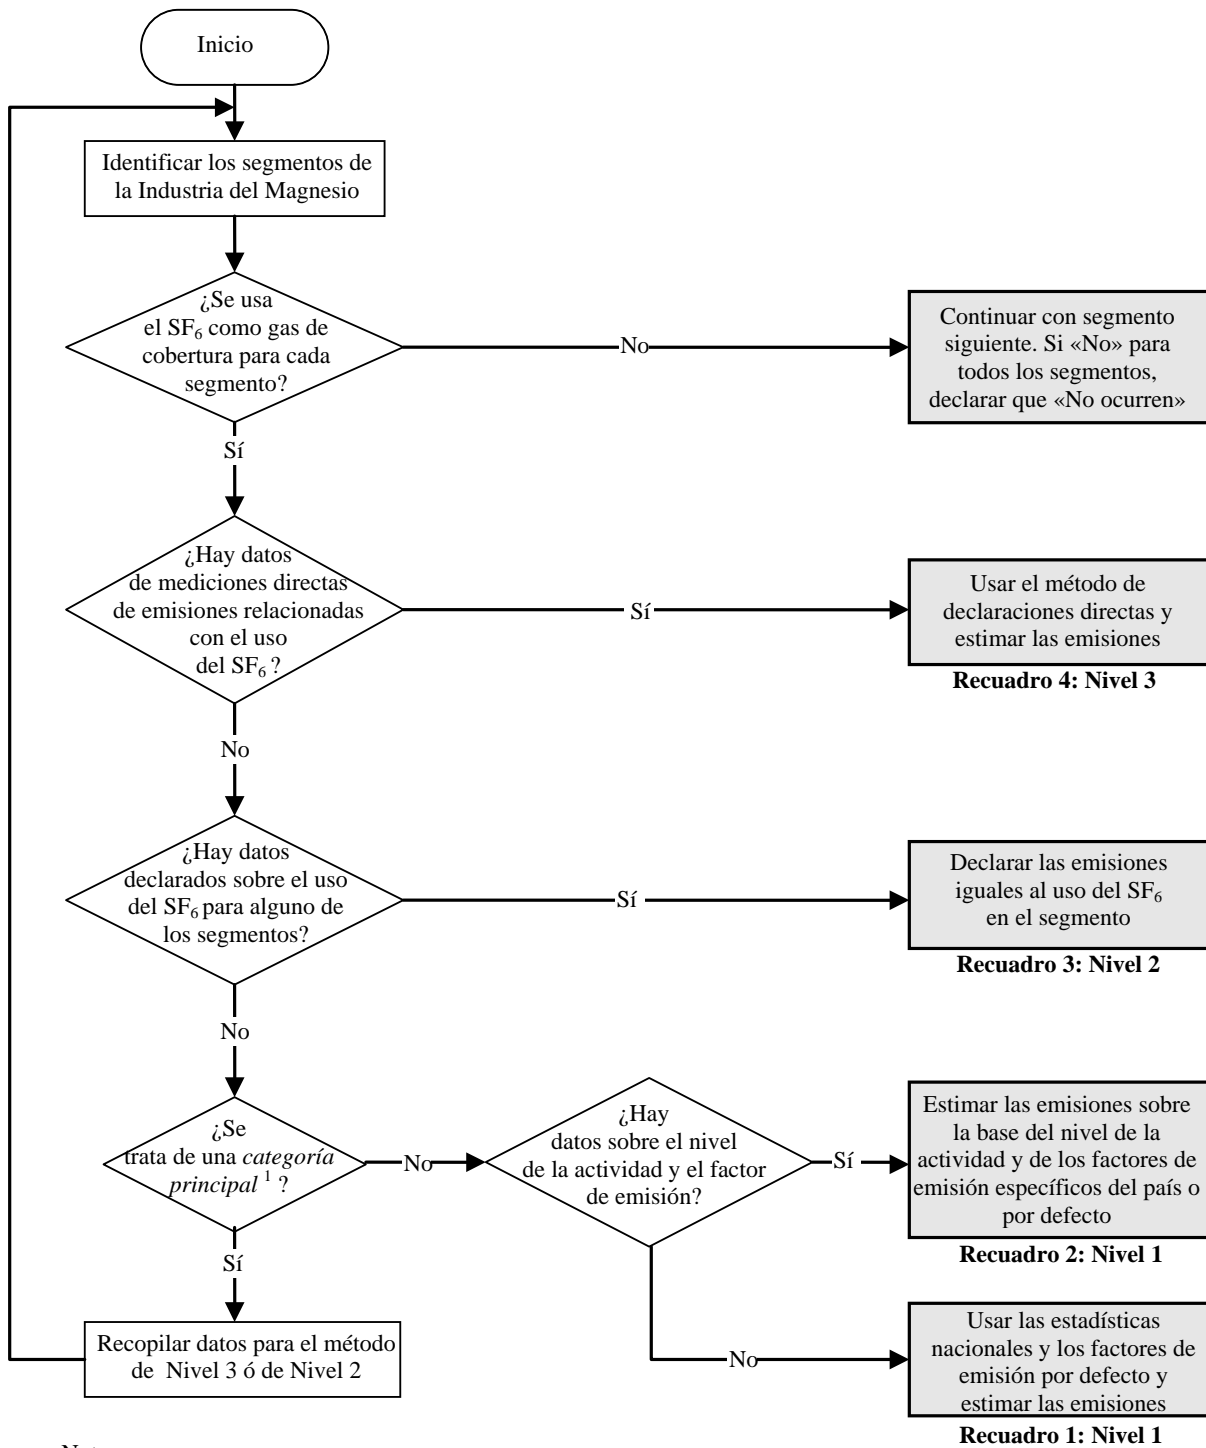 Inicio
Identificar los segmentos de
la Industria del Magnesio
¿Se usa
el SF₆ como gas de
cobertura para cada
segmento?
No
Continuar con segmento
siguiente. Si «No» para
todos los segmentos,
declarar que «No ocurren»
Sí
¿Hay datos
de mediciones directas
de emisiones relacionadas
con el uso
del SF₆ ?
Sí
Usar el método de
declaraciones directas y
estimar las emisiones
Recuadro 4: Nivel 3
No
¿Hay datos
declarados sobre el uso
del SF₆ para alguno de
los segmentos?
Sí
Declarar las emisiones
iguales al uso del SF₆
en el segmento
Recuadro 3: Nivel 2
No
¿Se
trata de una categoría
principal ¹ ?
No
¿Hay
datos sobre el nivel
de la actividad y el factor
de emisión?
Sí
Estimar las emisiones sobre
la base del nivel de la
actividad y de los factores de
emisión específicos del país o
por defecto
Recuadro 2: Nivel 1
Sí
Recopilar datos para el método
de Nivel 3 ó de Nivel 2
No
Usar las estadísticas
nacionales y los factores de
emisión por defecto y
estimar las emisiones
Recuadro 1: Nivel 1